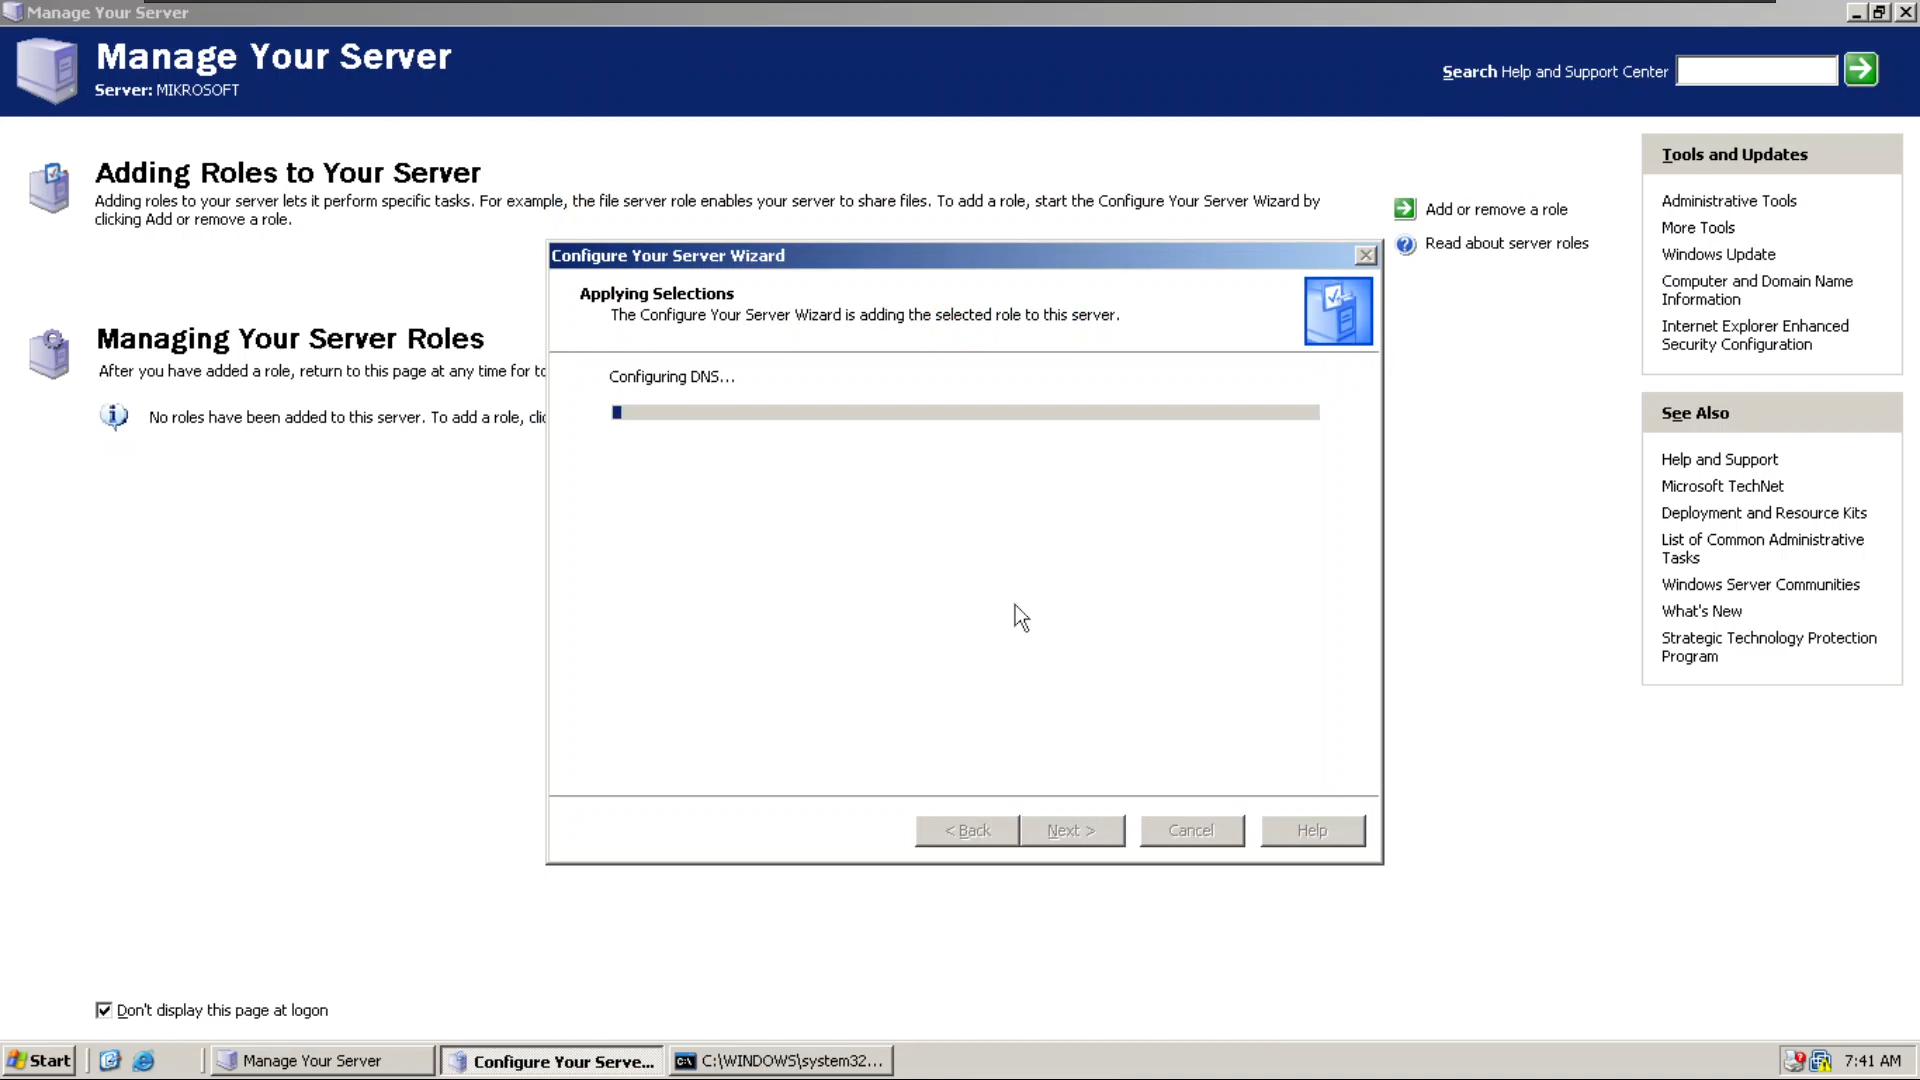 Manage Your Server
Manage Your Server
Server: MIKROSOFT
Search Help and Support Center
Adding Roles to Your Server
Adding roles to your server lets it perform specific tasks. For example, the file server role enables your server to share files. To add a role, start the Configure Your Server Wizard by
clicking Add or remove a role.
Add or remove a role
Read about server roles
Managing Your Server Roles
After you have added a role, return to this page at any time for to
No roles have been added to this server. To add a role, clic
Configure Your Server Wizard
Applying Selections
The Configure Your Server Wizard is adding the selected role to this server.
Configuring DNS...
< Back
Next >
Cancel
Help
Tools and Updates
Administrative Tools
More Tools
Windows Update
Computer and Domain Name
Information
Internet Explorer Enhanced
Security Configuration
See Also
Help and Support
Microsoft TechNet
Deployment and Resource Kits
List of Common Administrative
Tasks
Windows Server Communities
What's New
Strategic Technology Protection
Program
Don't display this page at logon
Start
Manage Your Server
Configure Your Serve...
C:\WINDOWS\system32...
7:41 AM